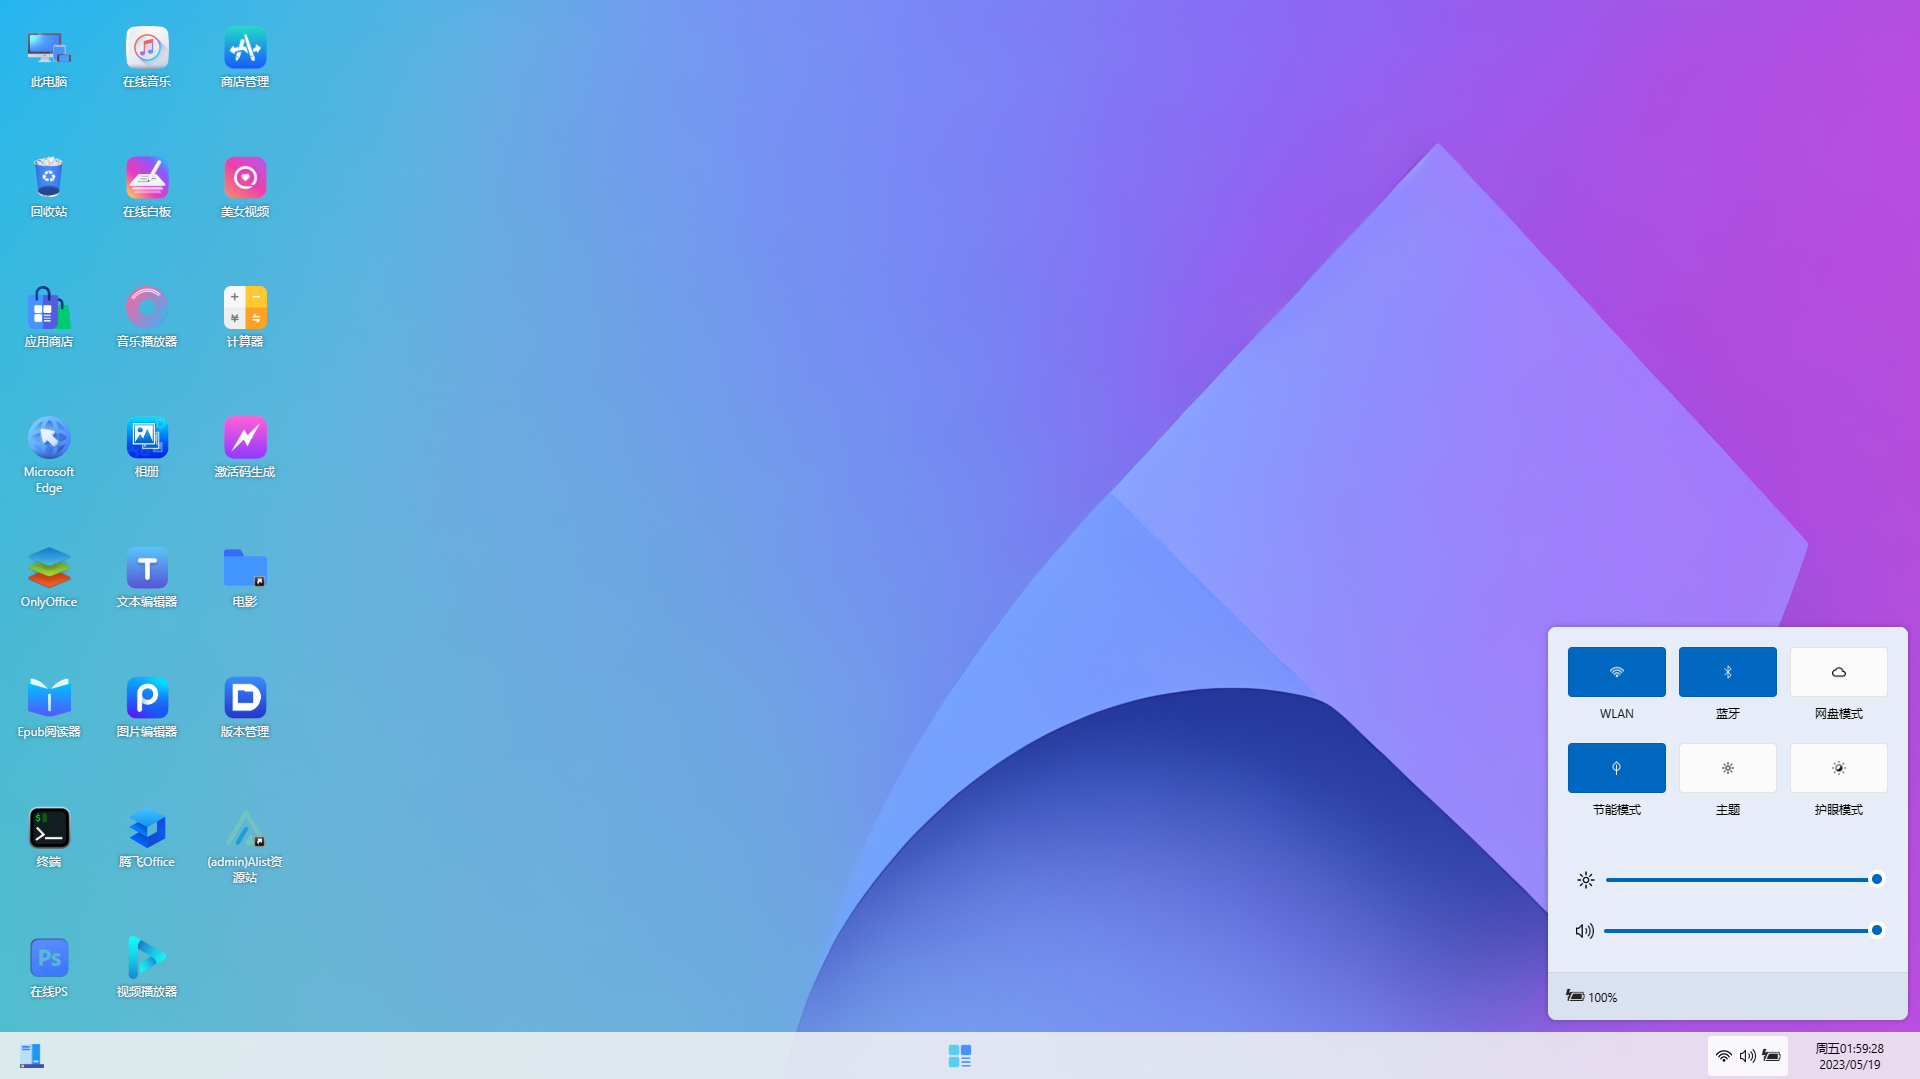 此电脑
在线音乐
商店管理
回收站
在线白板
美女视频
应用商店
音乐播放器
计算器
Microsoft
Edge
相册
激活码生成
OnlyOffice
文本编辑器
电影
Epub阅读器
图片编辑器
版本管理
终端
腾飞Office
(admin)Alist资
源站
Ps
在线PS
视频播放器
WLAN
蓝牙
网盘模式
节能模式
主题
护眼模式
100%
周五01:59:28
2023/05/19